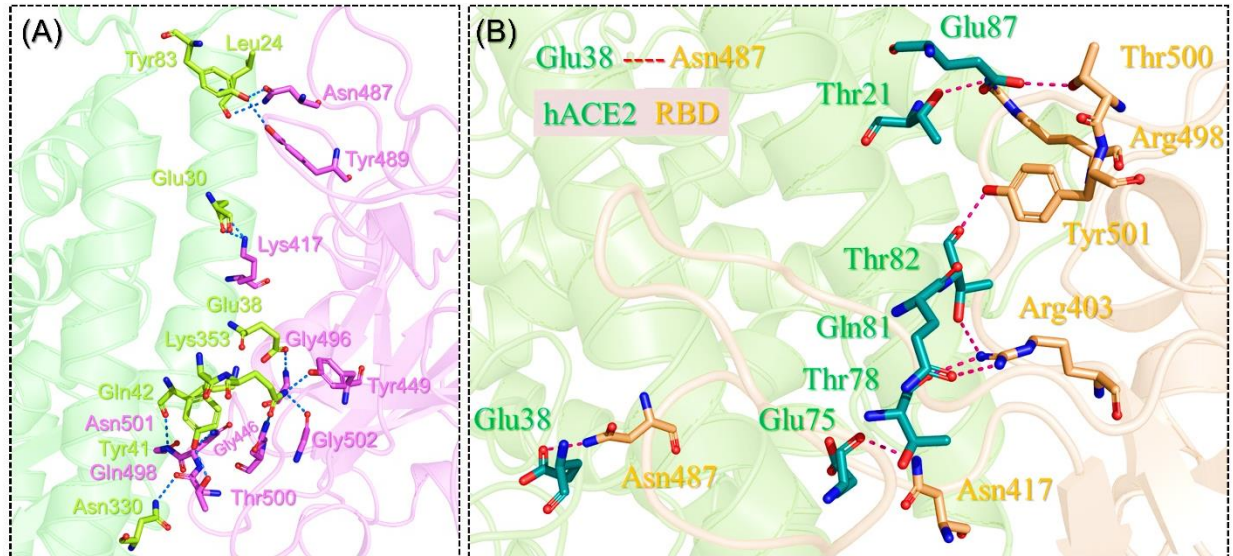 (A)
Tyr83
Leu24
Asn487
Tyr489
Glu30
Lys417
Glu38
Lys353
Gly496
Gln42
Tyr449
Asn501
Gly446
Tyr41
Gly502
Gln498
Thr500
Asn330
(B)
Glu87
Glu38 ---- Asn487
Thr500
Thr21
hACE2 RBD
Arg498
Tyr501
Thr82
Arg403
Gln81
Thr78
Glu38
Glu75
Asn487
Asn417